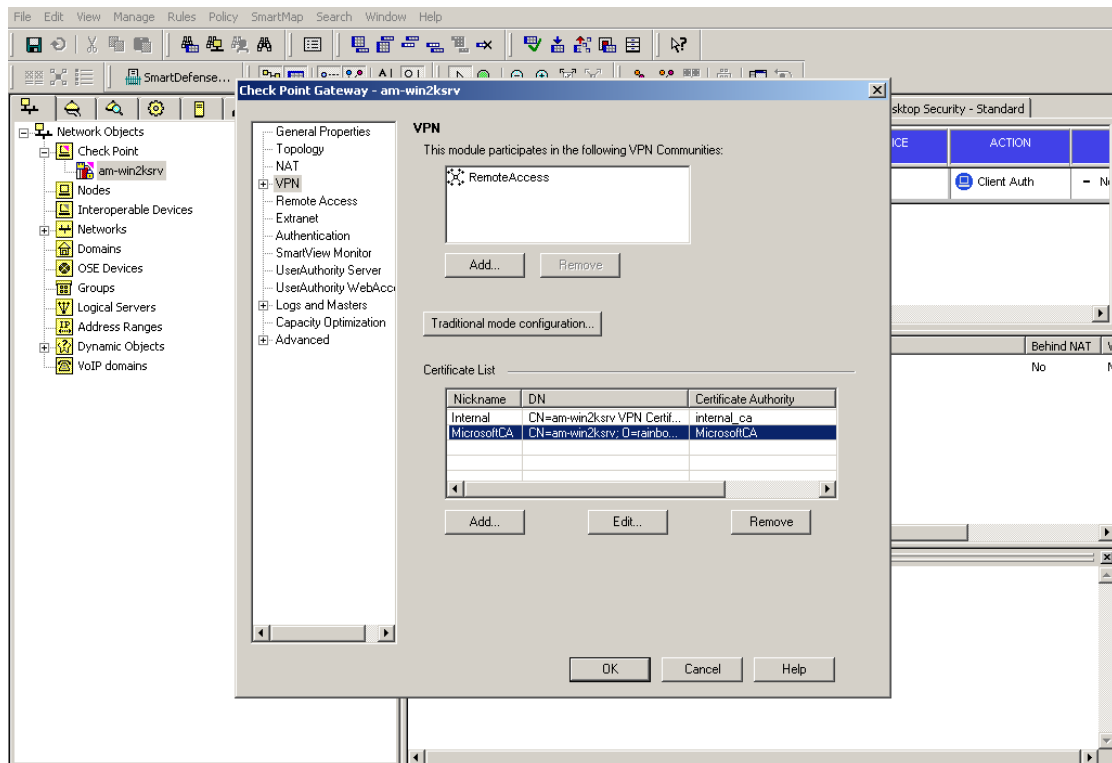 File Edit View Manage Rules Policy SmartMap Search Window Help
SmartDefense...
Check Point Gateway - am-win2ksrv
sktop Security - Standard
Network Objects
Check Point
am-win2ksrv
Nodes
Interoperable Devices
Networks
Domains
OSE Devices
Groups
Logical Servers
Address Ranges
Dynamic Objects
VoIP domains
General Properties
Topology
NAT
VPN
Remote Access
Extranet
Authentication
SmartView Monitor
UserAuthority Server
UserAuthority WebAcce
Logs and Masters
Capacity Optimization
Advanced
VPN
This module participates in the following VPN Communities:
RemoteAccess
Add... Remove
Traditional mode configuration...
Certificate List
Nickname DN Certificate Authority
Internal CN=am-win2ksrv VPN Certif... internal_ca
MicrosoftCA CN=am-win2ksrv; O=rainbo... MicrosoftCA
Add... Edit... Remove
OK Cancel Help
ICE ACTION
Client Auth
Behind NAT
No